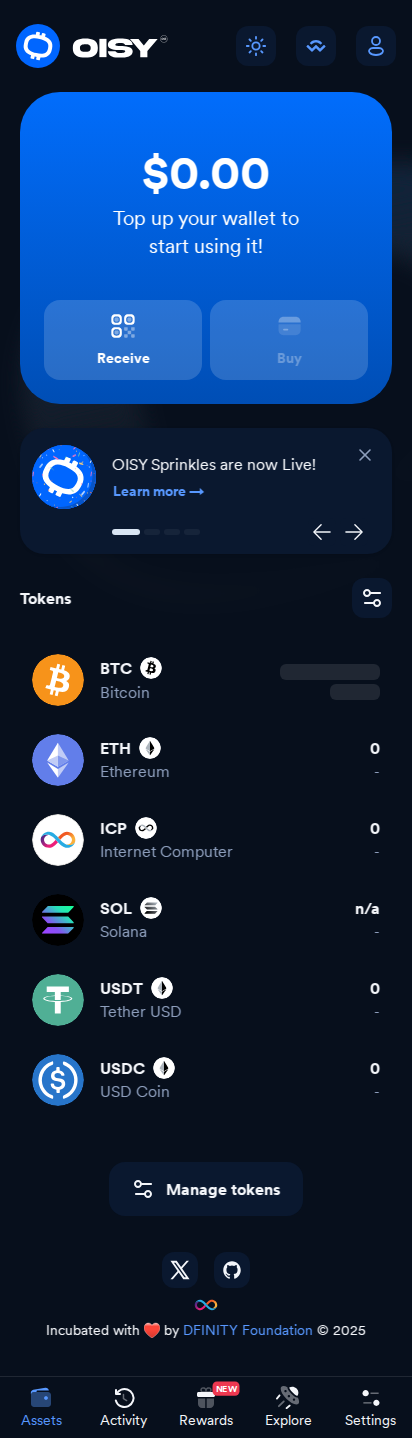 OISY
$0.00
Top up your wallet to
start using it!
Receive
Buy
OISY Sprinkles are now Live!
Learn more →
Tokens
BTC
Bitcoin
ETH
0
Ethereum
-
ICP
0
Internet Computer
-
SOL
n/a
Solana
-
USDT
0
Tether USD
-
USDC
0
USD Coin
-
Manage tokens
Incubated with ❤️ by DFINITY Foundation © 2025
NEW
Assets
Activity
Rewards
Explore
Settings